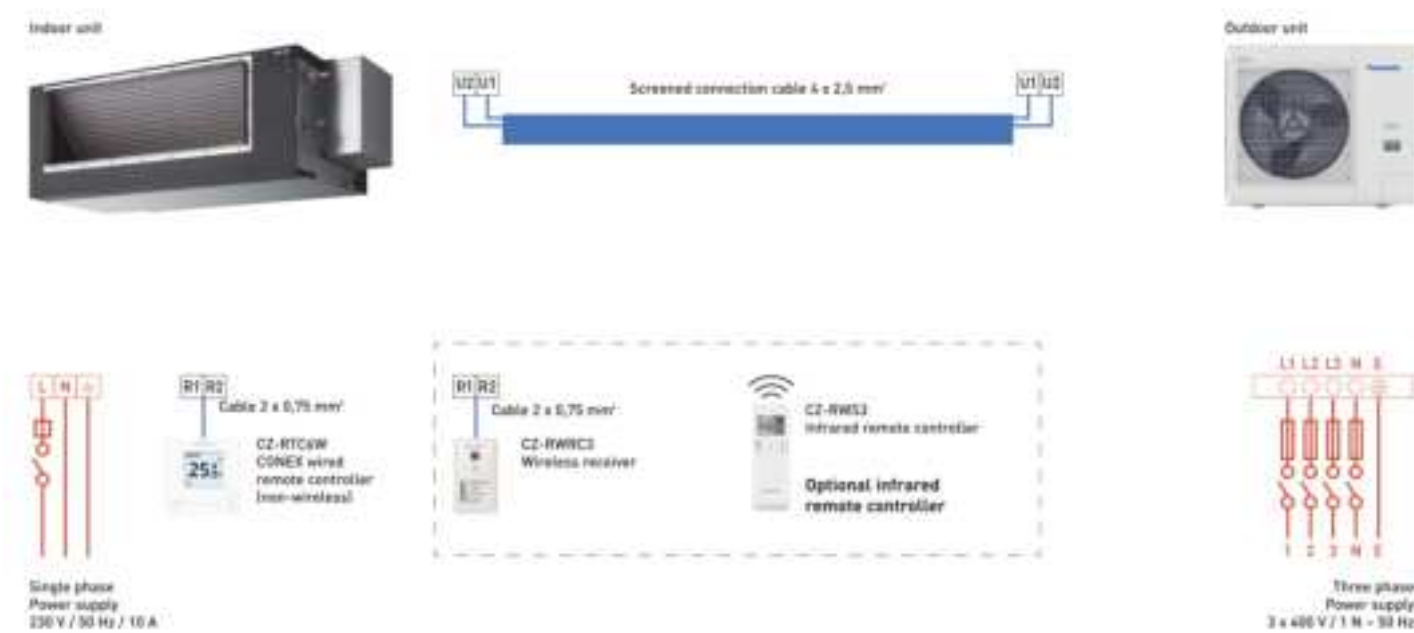 Indoor unit
Outdoor unit
U2 U1
Screened connection cable 4 x 2,5 mm²
U1 U2
L N
R1 R2
Cable 2 x 0,75 mm²
CZ-RTC6W
CONEX wired
remote controller
(non-wireless)
R1 R2
Cable 2 x 0,75 mm²
CZ-RWRC3
Wireless receiver
CZ-RWS3
Infrared remote controller
Optional infrared
remote controller
L1 L2 L3 N
1 2 3 N
Single phase
Power supply
230 V / 50 Hz / 10 A
Three phase
Power supply
3 x 400 V / 1 N ~ 50 Hz